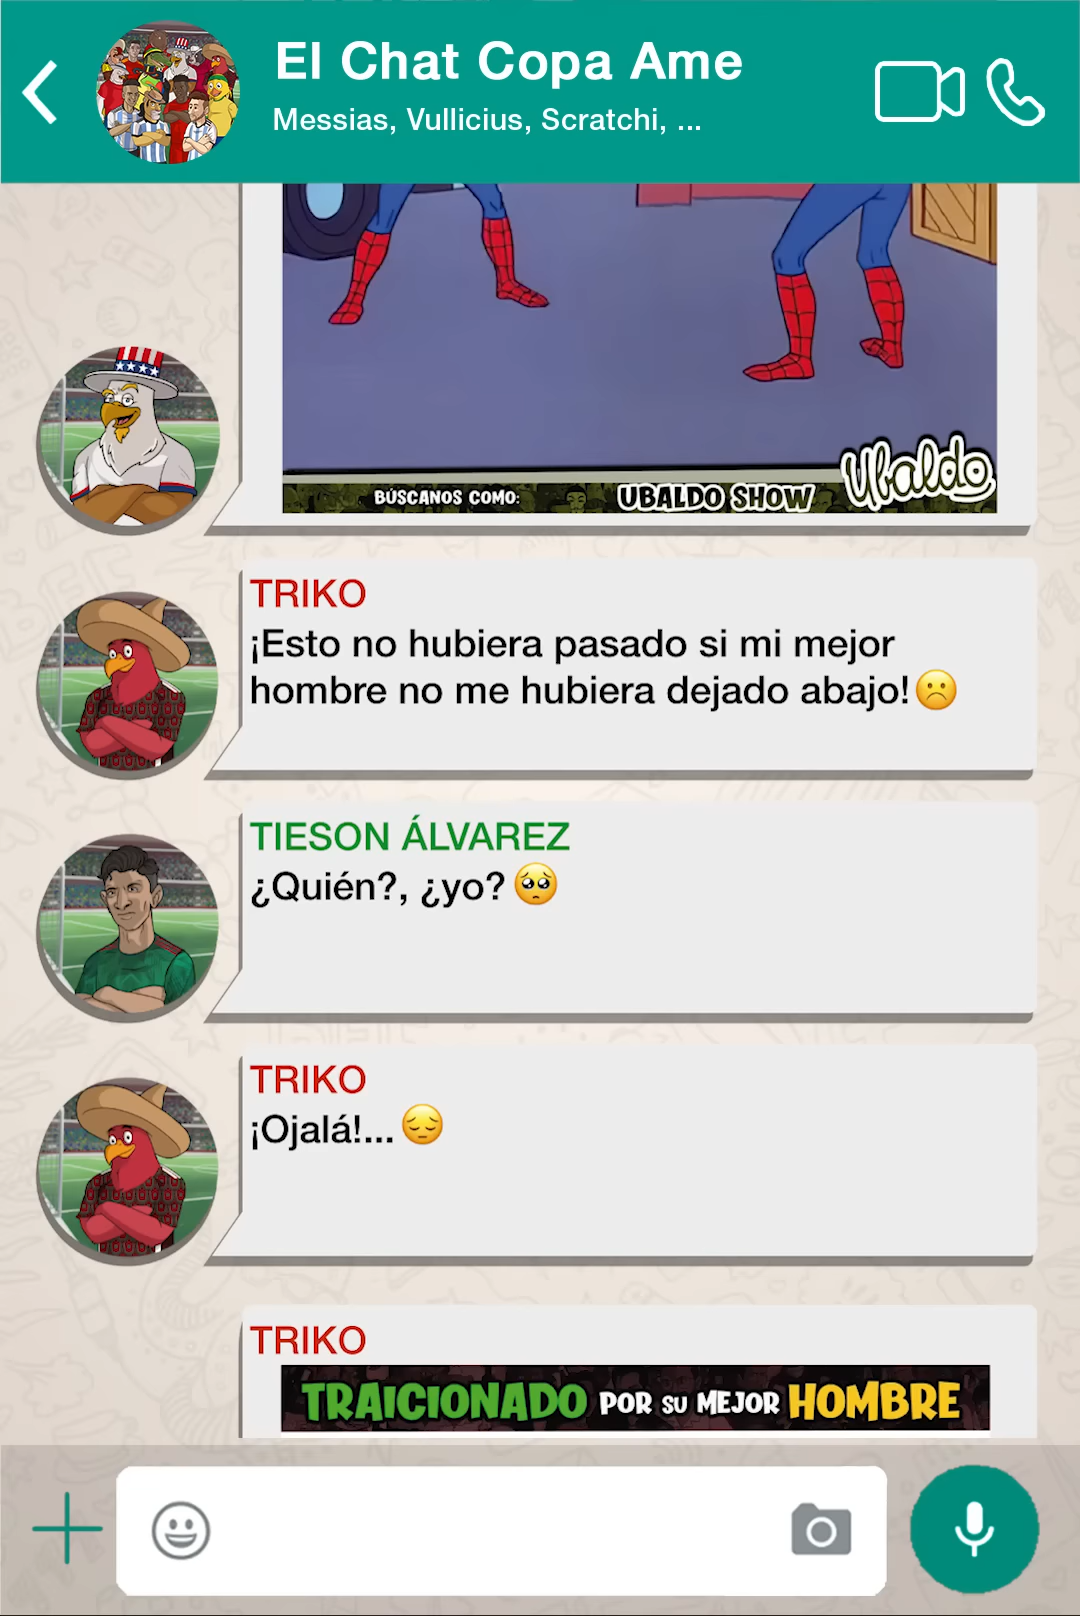 El Chat Copa Ame
Messias, Vullicius, Scratchi, ...
BÚSCANOS COMO: UBALDO SHOW Ubaldo
TRIKO
¡Esto no hubiera pasado si mi mejor
hombre no me hubiera dejado abajo!☹️
TIESON ÁLVAREZ
¿Quién?, ¿yo?🥺
TRIKO
¡Ojalá!...😔
TRIKO
TRAICIONADO POR SU MEJOR HOMBRE